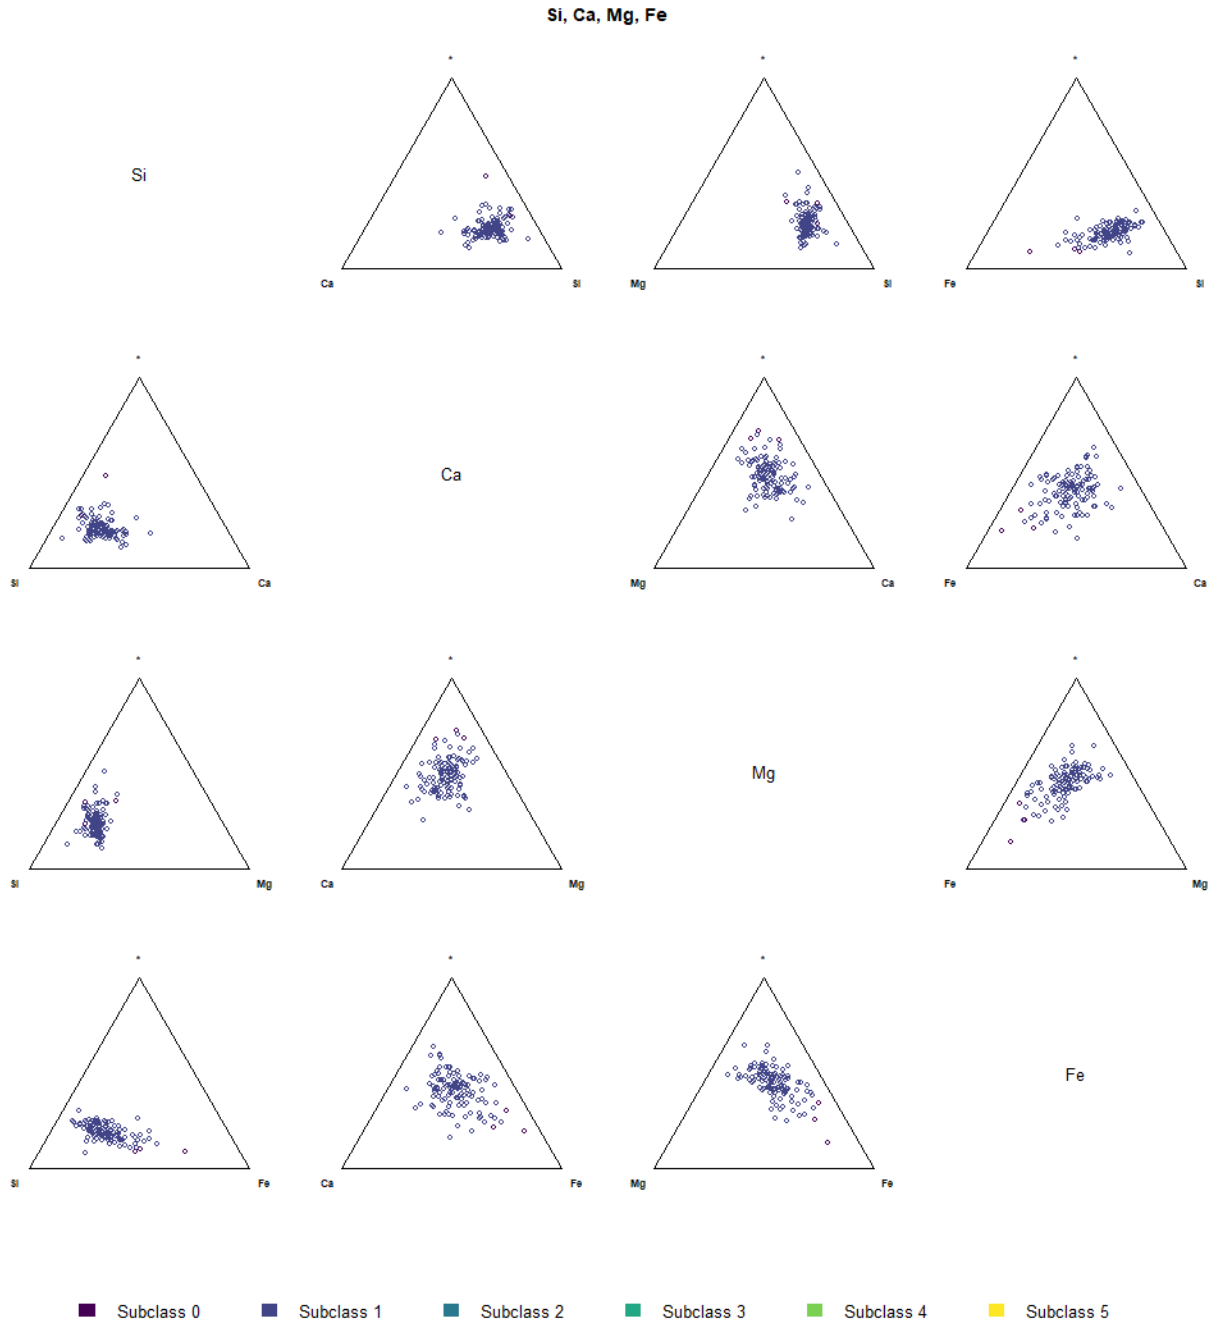 Si, Ca, Mg, Fe
* * *
Si
Ca Si Mg Si Fe Si
* * *
Ca
Si Ca Mg Ca Fe Ca
* * *
Mg
Si Mg Ca Mg Fe Mg
* * *
Fe
Si Fe Ca Fe Mg Fe
Subclass 0 Subclass 1 Subclass 2 Subclass 3 Subclass 4 Subclass 5